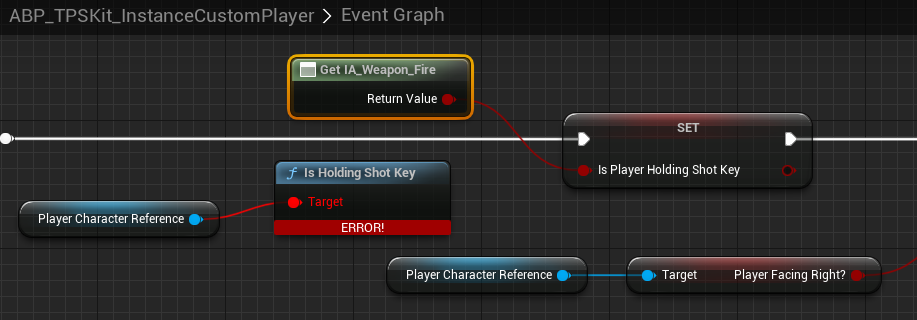 ABP_TPSKit_InstanceCustomPlayer > Event Graph
Get IA_Weapon_Fire
Return Value
SET
Is Player Holding Shot Key
f Is Holding Shot Key
Target
ERROR!
Player Character Reference
Player Character Reference
Target Player Facing Right?